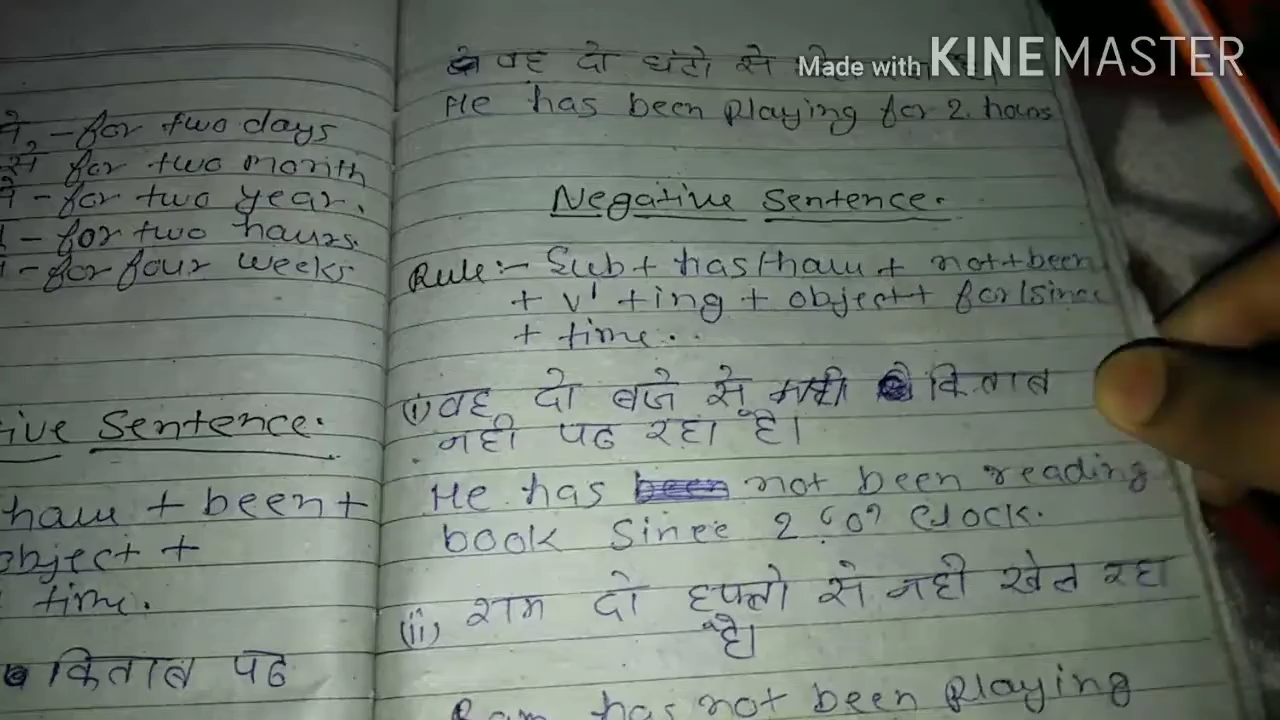 - for two days
for two month
- for two year.
- for two hours.
- for four weeks
Sentence.
have + been +
object +
time.
किताब पढ
वह दो घंटो से
Made with KINEMASTER
He has been Playing for 2 hours
Negative Sentence.
Rule:- Sub + has/have + not + been
+ v' + ing + object + for/since
+ time..
(i) वह दो बजे से किताब
नही पढ रहा है।
He has not been reading
book Since 2 'o' Clock.
(ii) राम दो हफ्तो से नही खेल रहा
है।
Ram has not been Playing